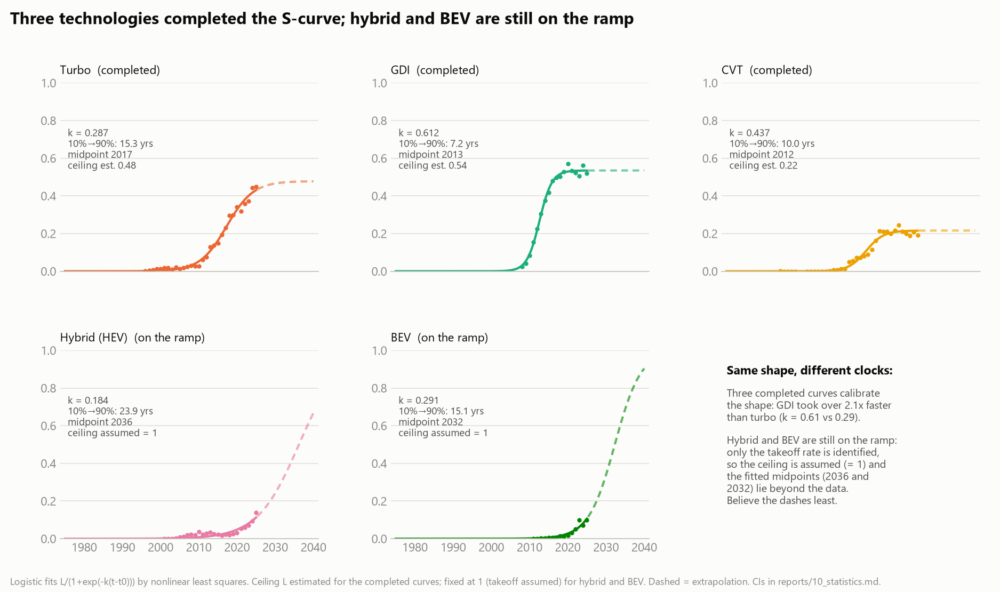 Three technologies completed the S-curve; hybrid and BEV are still on the ramp
Turbo  (completed)
1.0
0.8
0.6
0.4
0.2
0.0
k = 0.287
10%→90%: 15.3 yrs
midpoint 2017
ceiling est. 0.48
GDI  (completed)
1.0
0.8
0.6
0.4
0.2
0.0
k = 0.612
10%→90%: 7.2 yrs
midpoint 2013
ceiling est. 0.54
CVT  (completed)
1.0
0.8
0.6
0.4
0.2
0.0
k = 0.437
10%→90%: 10.0 yrs
midpoint 2012
ceiling est. 0.22
Hybrid (HEV)  (on the ramp)
1.0
0.8
0.6
0.4
0.2
0.0
k = 0.184
10%→90%: 23.9 yrs
midpoint 2036
ceiling assumed = 1
1980 1990 2000 2010 2020 2030 2040
BEV  (on the ramp)
1.0
0.8
0.6
0.4
0.2
0.0
k = 0.291
10%→90%: 15.1 yrs
midpoint 2032
ceiling assumed = 1
1980 1990 2000 2010 2020 2030 2040
Same shape, different clocks:
Three completed curves calibrate
the shape: GDI took over 2.1x faster
than turbo (k = 0.61 vs 0.29).
Hybrid and BEV are still on the ramp:
only the takeoff rate is identified,
so the ceiling is assumed (= 1) and
the fitted midpoints (2036 and
2032) lie beyond the data.
Believe the dashes least.
Logistic fits L/(1+exp(-k(t-t0))) by nonlinear least squares. Ceiling L estimated for the completed curves; fixed at 1 (takeoff assumed) for hybrid and BEV. Dashed = extrapolation. CIs in reports/10_statistics.md.